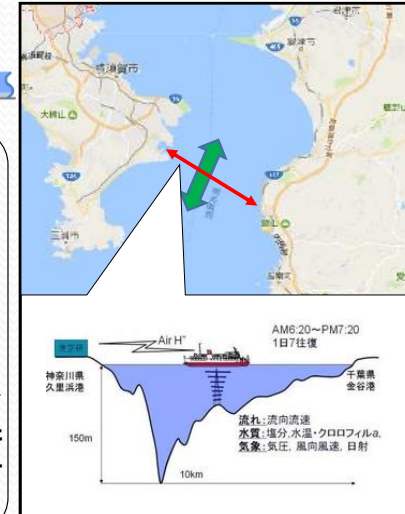 横須賀市
大楠山
三浦市
富津市
鋸山
Air H"
AM6:20～PM7:20
1日7往復
神奈川県
久里浜港
千葉県
金谷港
150m
流れ:流向流速
水質:塩分,水温・クロロフィルa,
気象:気圧, 風向風速, 日射
10km